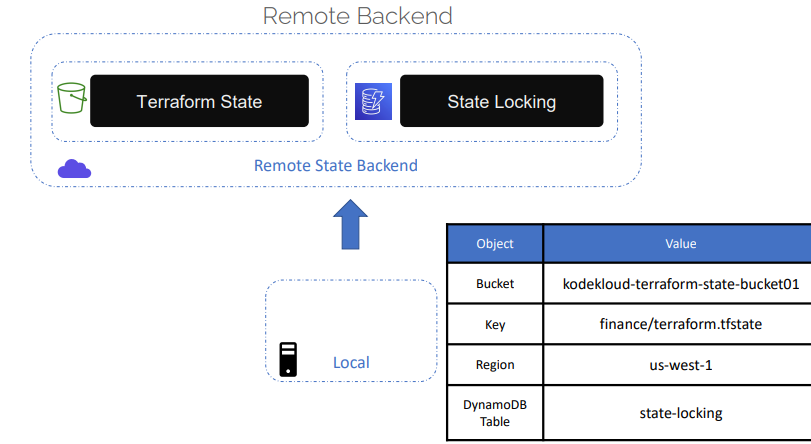 Remote Backend
Terraform State
State Locking
Remote State Backend
Local
Object Value
Bucket kodekloud-terraform-state-bucket01
Key finance/terraform.tfstate
Region us-west-1
DynamoDB
Table
state-locking